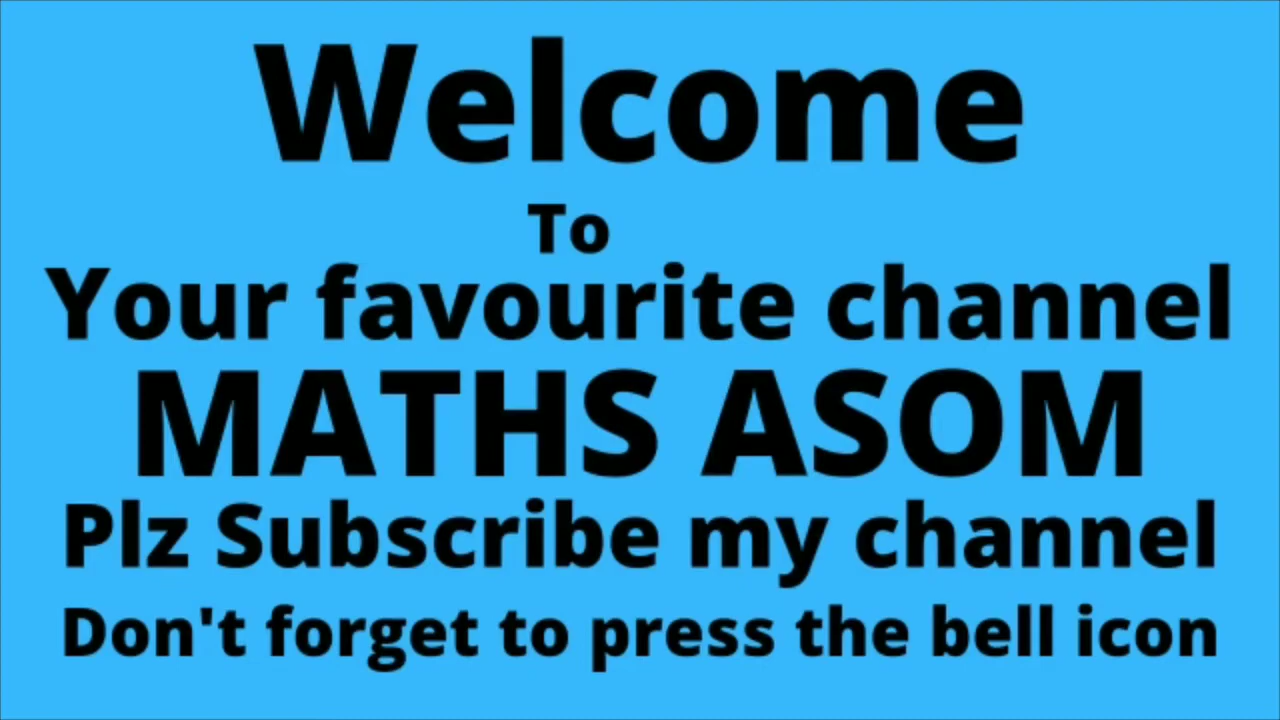 Welcome
To
Your favourite channel
MATHS ASOM
Plz Subscribe my channel
Don't forget to press the bell icon